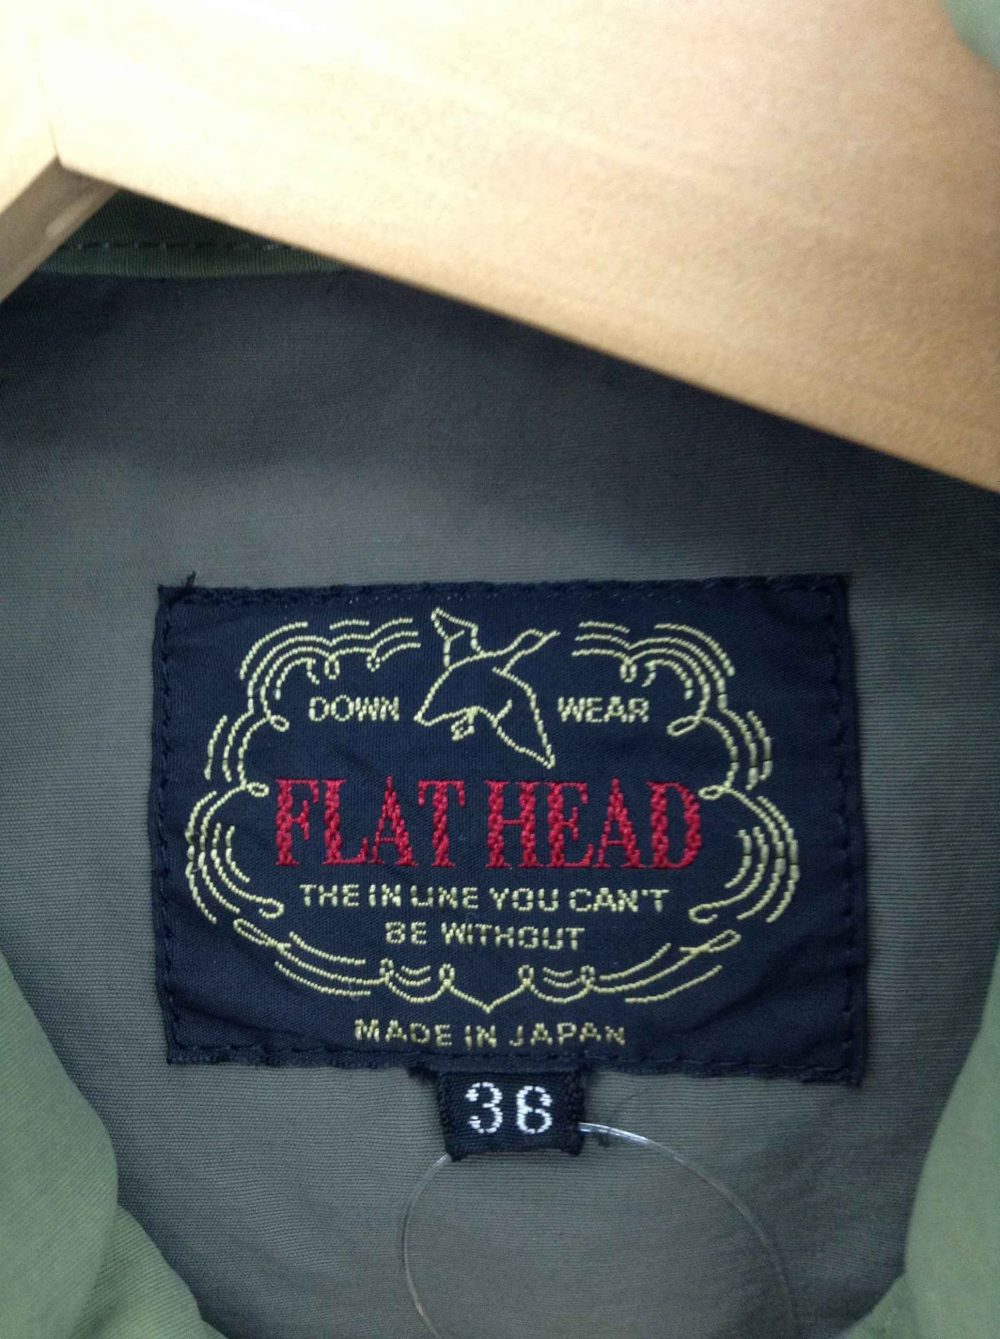 DOWN WEAR
FLAT HEAD
THE IN LINE YOU CAN'T
BE WITHOUT
MADE IN JAPAN
36